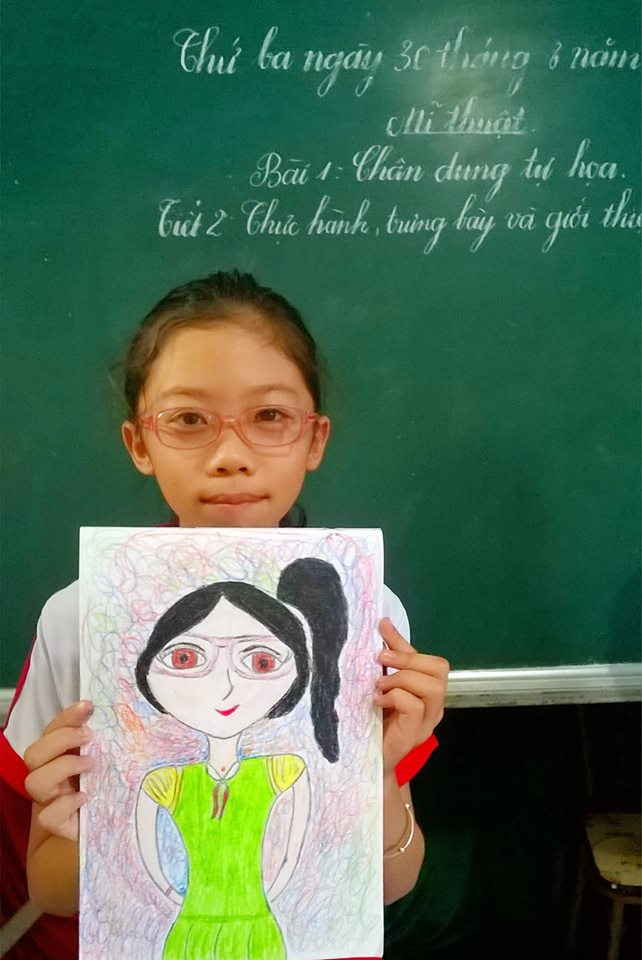 Thứ ba ngày 30 tháng 8 năm
Mĩ thuật
Bài 1: Chân dung tự họa.
Tiết 2: Thực hành, trưng bày và giới